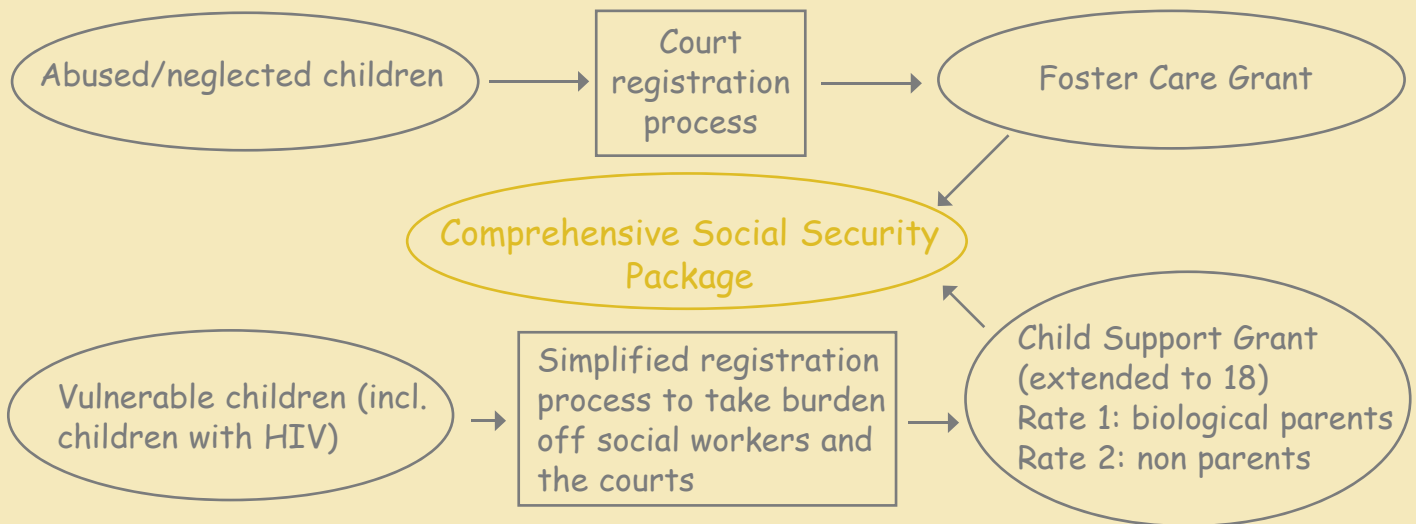 Abused/neglected children
Court
registration
process
Foster Care Grant
Comprehensive Social Security
Package
Vulnerable children (incl.
children with HIV)
Simplified registration
process to take burden
off social workers and
the courts
Child Support Grant
(extended to 18)
Rate 1: biological parents
Rate 2: non parents